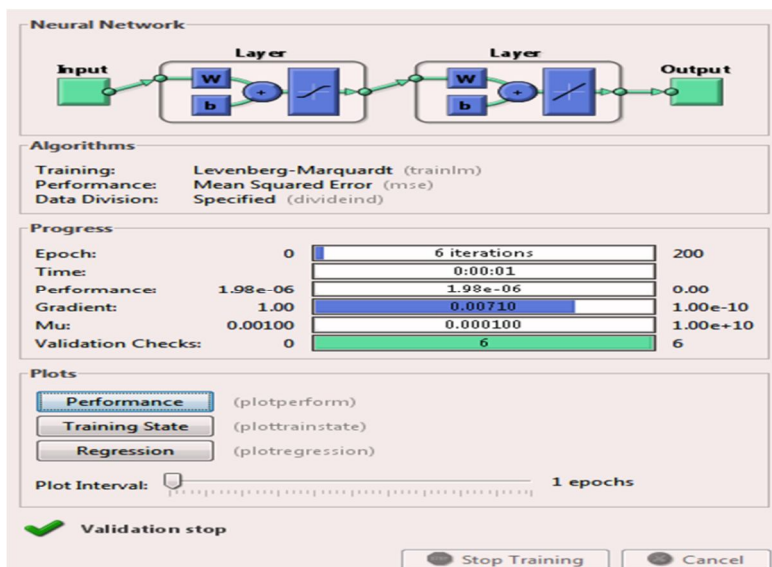 Neural Network
Layer Layer
Input Output
W W
+ +
b b
Algorithms
Training: Levenberg-Marquardt (trainlm)
Performance: Mean Squared Error (mse)
Data Division: Specified (divideind)
Progress
Epoch: 0 6 iterations 200
Time: 0:00:01
Performance: 1.98e-06 1.98e-06 0.00
Gradient: 1.00 0.00710 1.00e-10
Mu: 0.00100 0.000100 1.00e+10
Validation Checks: 0 6 6
Plots
Performance (plotperform)
Training State (plottrainstate)
Regression (plotregression)
Plot Interval: 1 epochs
Validation stop
Stop Training Cancel